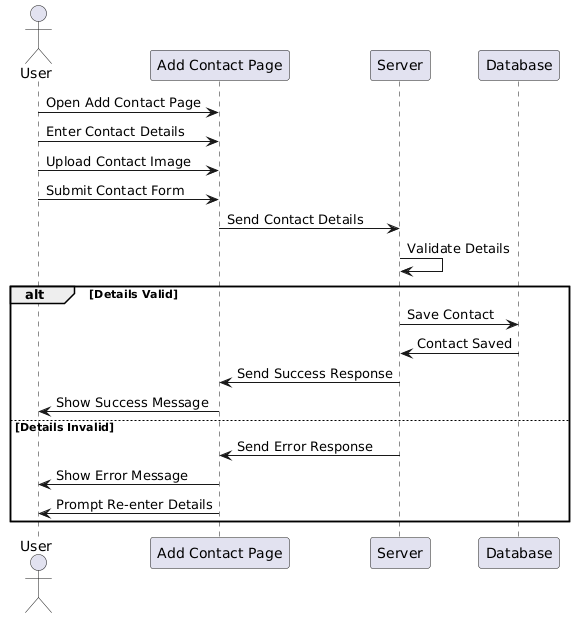 User
Add Contact Page
Server
Database
Open Add Contact Page
Enter Contact Details
Upload Contact Image
Submit Contact Form
Send Contact Details
Validate Details
alt
[Details Valid]
Save Contact
Contact Saved
Send Success Response
Show Success Message
[Details Invalid]
Send Error Response
Show Error Message
Prompt Re-enter Details
User
Add Contact Page
Server
Database